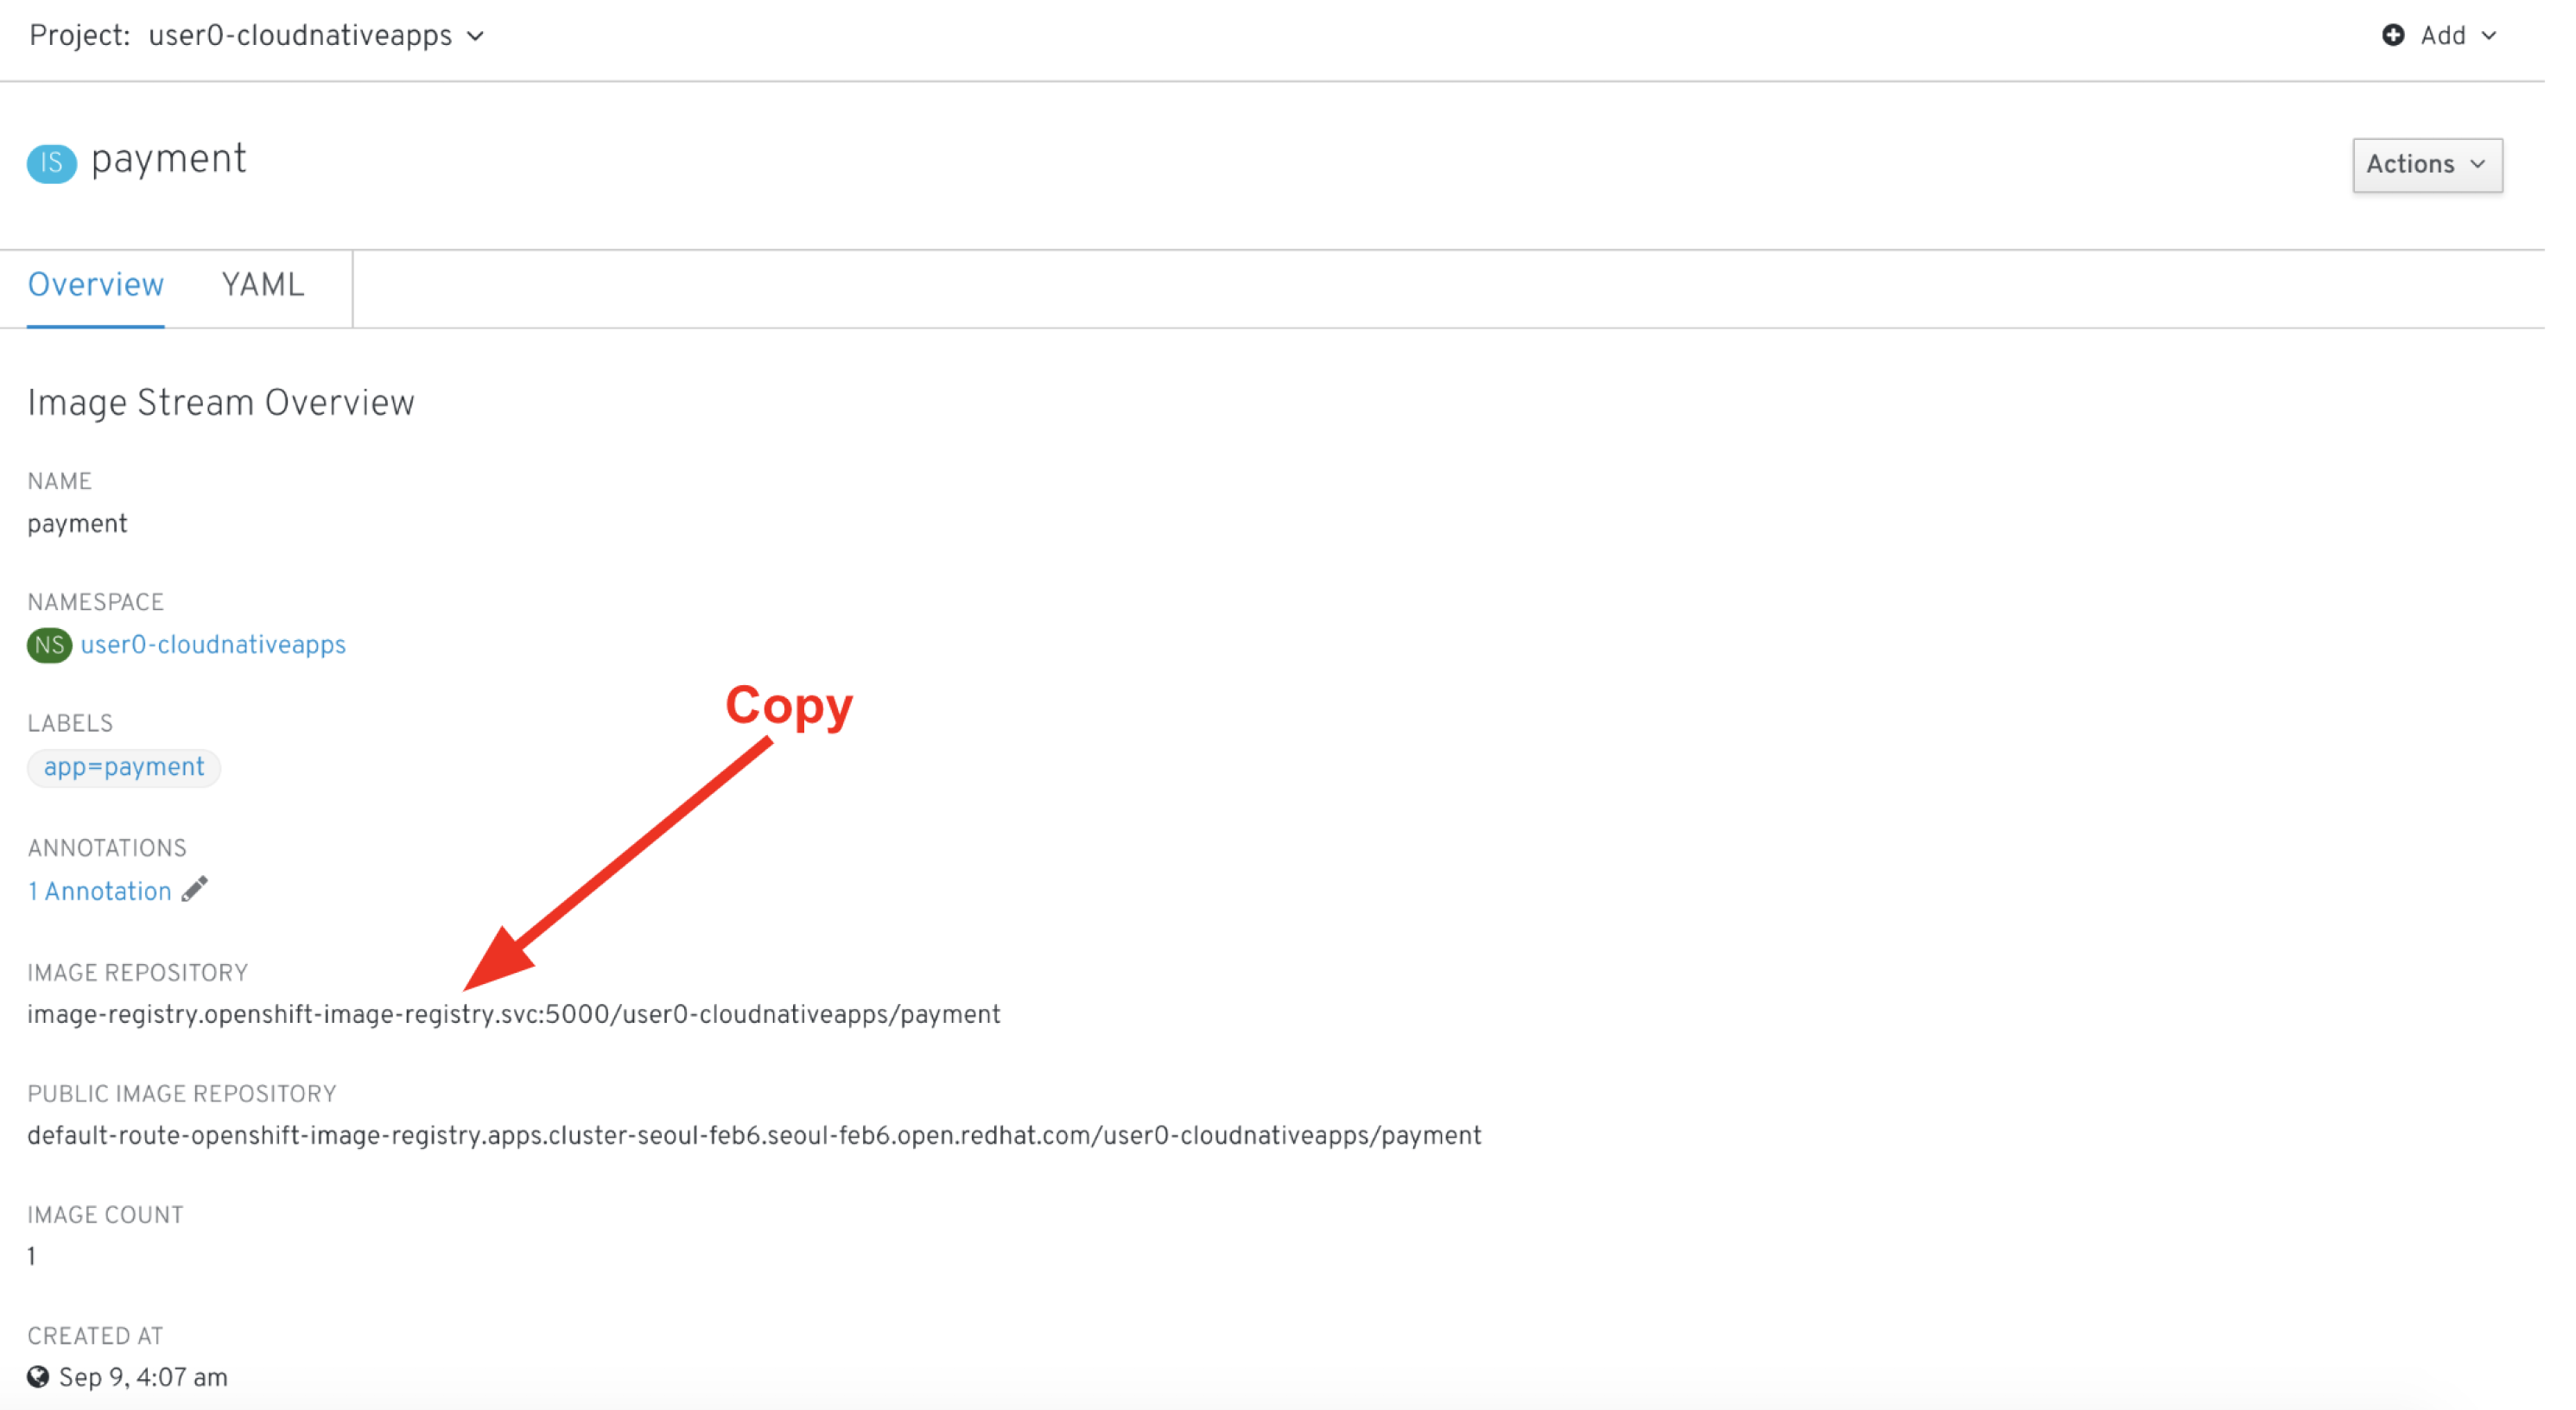 Project: user0-cloudnativeapps
Add
IS payment
Actions
Overview YAML
Image Stream Overview
NAME
payment
NAMESPACE
NS user0-cloudnativeapps
Copy
LABELS
app=payment
ANNOTATIONS
1 Annotation
IMAGE REPOSITORY
image-registry.openshift-image-registry.svc:5000/user0-cloudnativeapps/payment
PUBLIC IMAGE REPOSITORY
default-route-openshift-image-registry.apps.cluster-seoul-feb6.seoul-feb6.open.redhat.com/user0-cloudnativeapps/payment
IMAGE COUNT
1
CREATED AT
Sep 9, 4:07 am